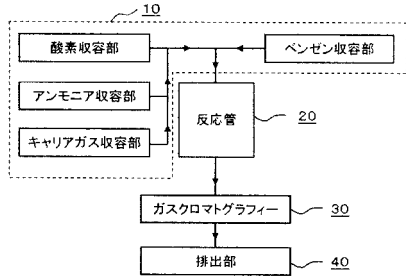 10
酸素収容部
ベンゼン収容部
アンモニア収容部
反応管
20
キャリアガス収容部
ガスクロマトグラフィー
30
排出部
40